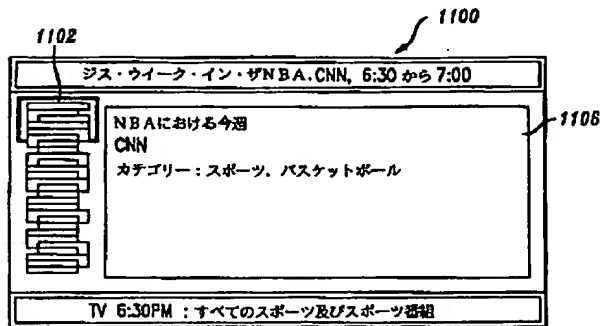 1100
1102
ジス・ウイーク・イン・ザNBA.CNN, 6:30 から 7:00
NBAにおける今週
CNN
カテゴリー：スポーツ, バスケットボール
1106
TV 6:30PM : すべてのスポーツ及びスポーツ番組